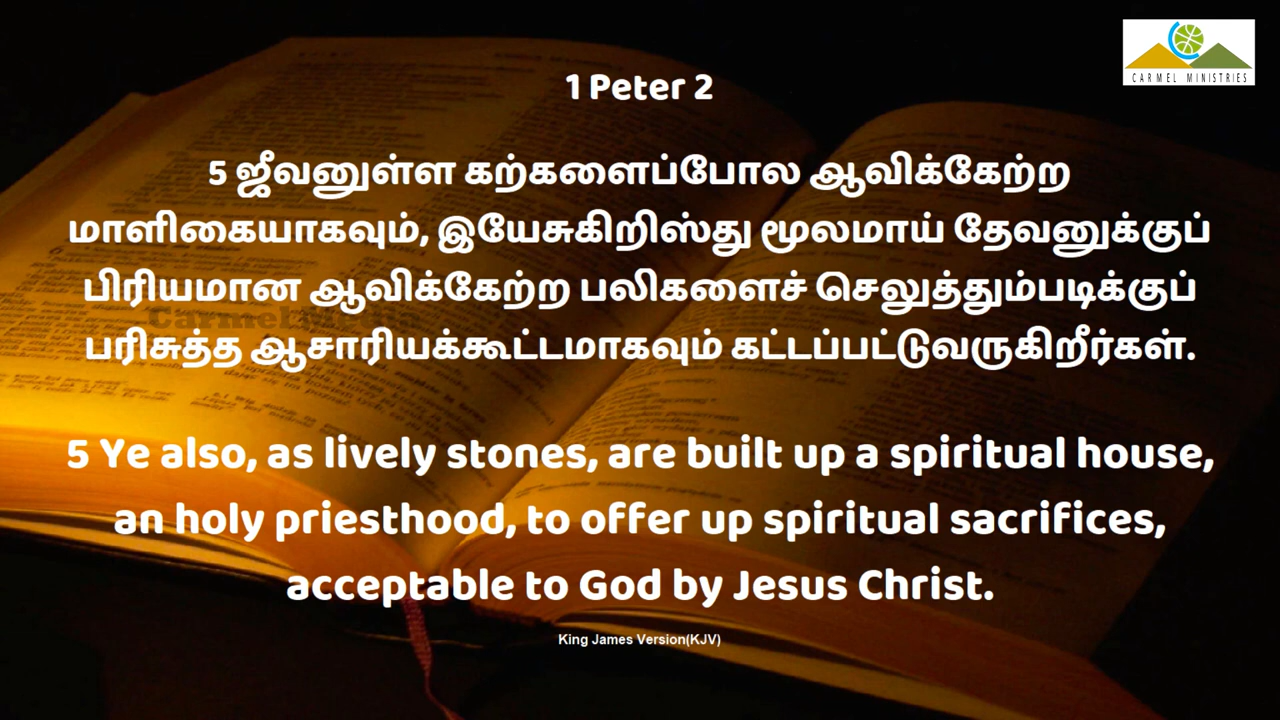 CARMEL MINISTRIES
1 Peter 2
5 ஜீவனுள்ள கற்களைப்போல ஆவிக்கேற்ற
மாளிகையாகவும், இயேசுகிறிஸ்து மூலமாய் தேவனுக்குப்
பிரியமான ஆவிக்கேற்ற பலிகளைச் செலுத்தும்படிக்குப்
பரிசுத்த ஆசாரியக்கூட்டமாகவும் கட்டப்பட்டுவருகிறீர்கள்.
5 Ye also, as lively stones, are built up a spiritual house,
an holy priesthood, to offer up spiritual sacrifices,
acceptable to God by Jesus Christ.
King James Version(KJV)